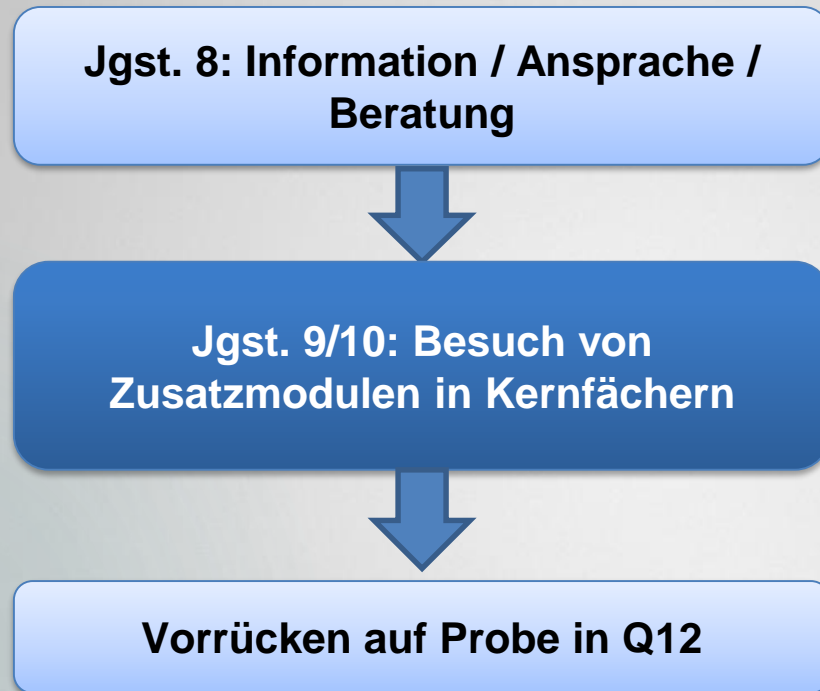 Jgst. 8: Information / Ansprache /
Beratung
Jgst. 9/10: Besuch von
Zusatzmodulen in Kernfächern
Vorrücken auf Probe in Q12